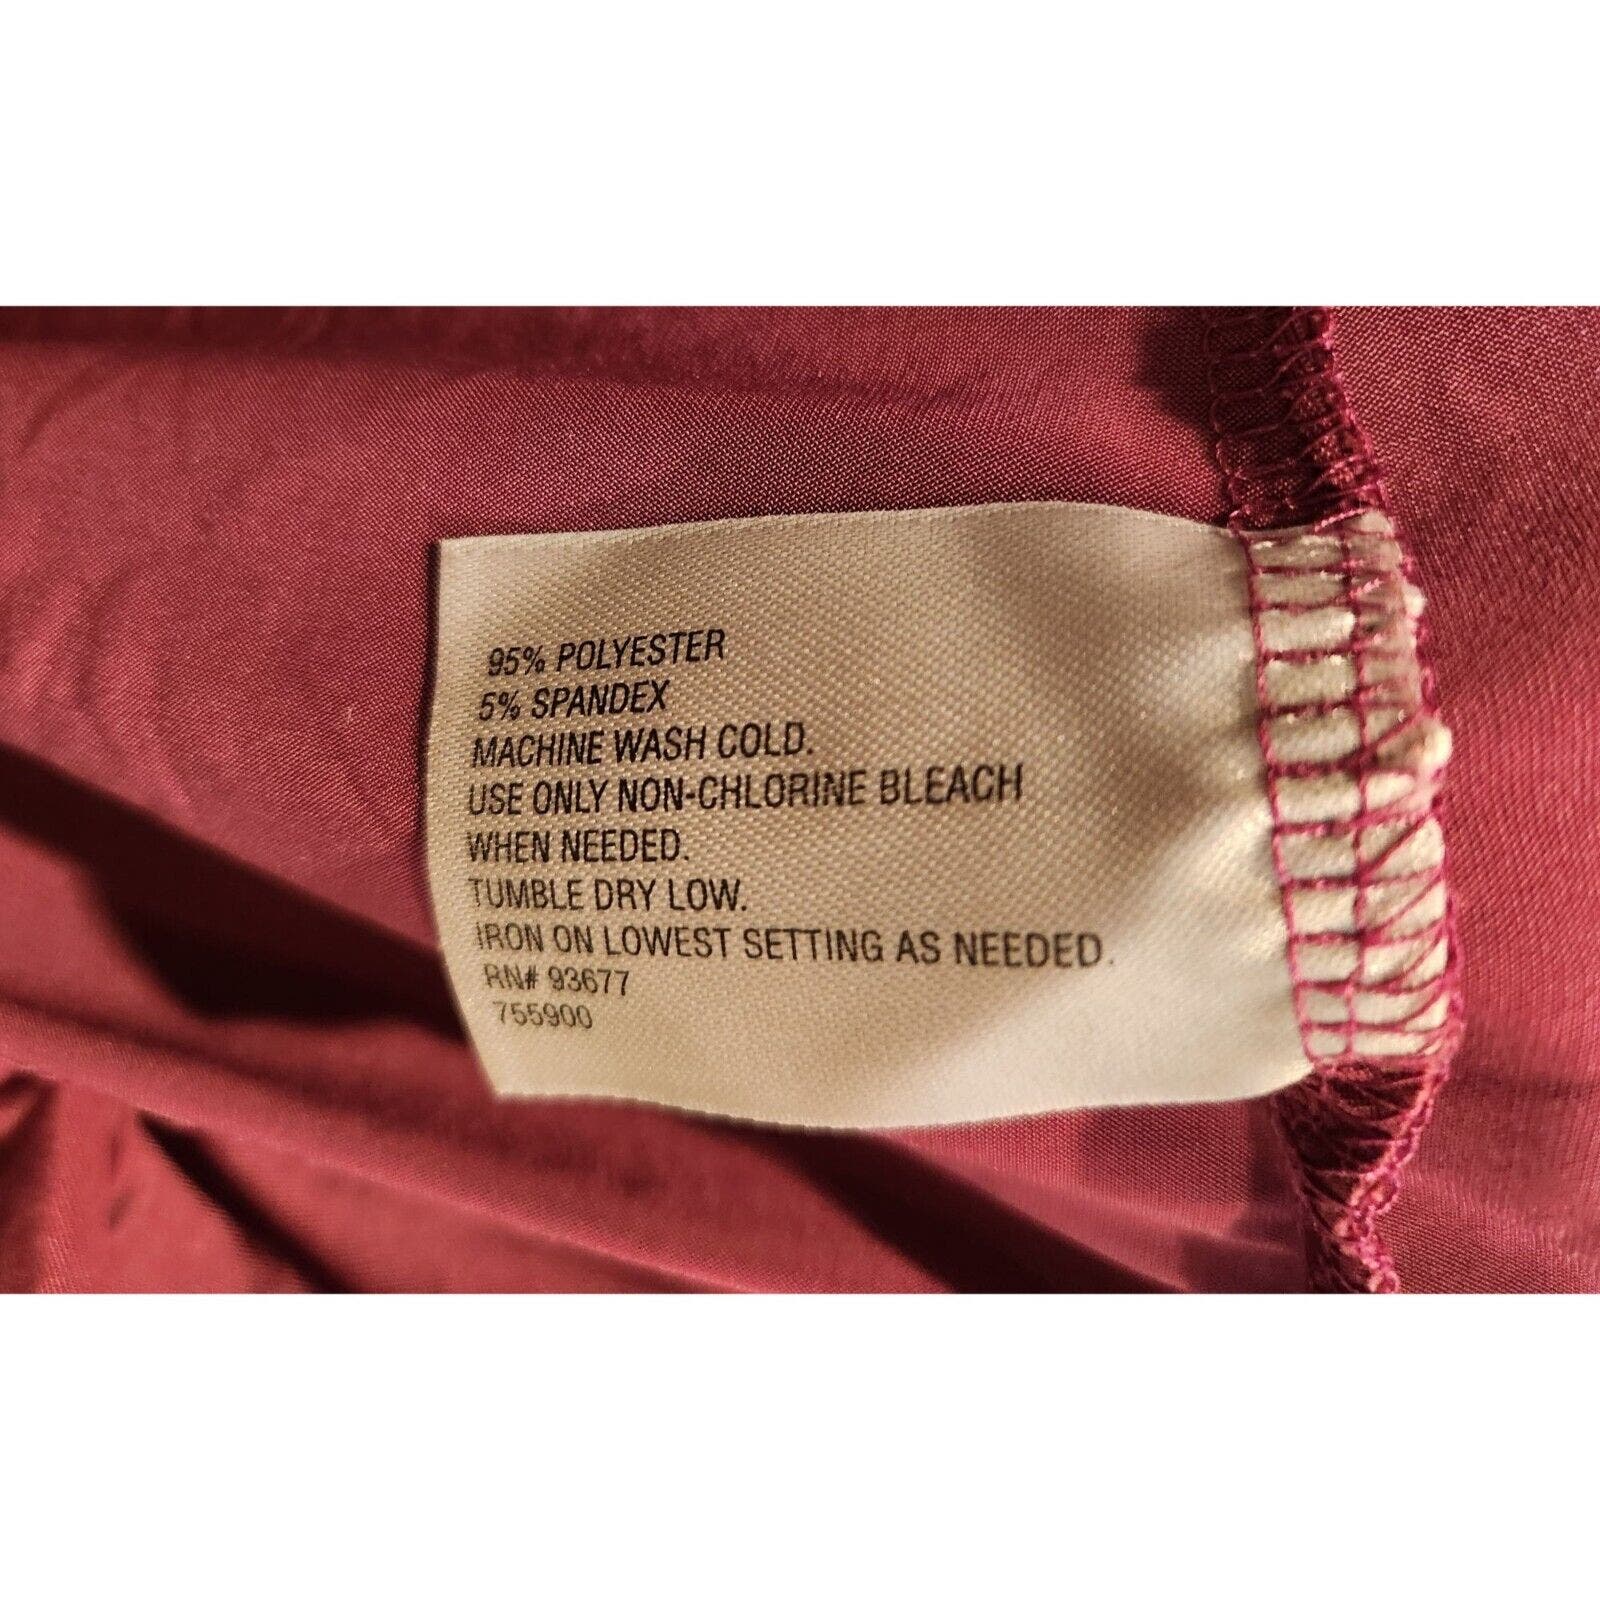 95% POLYESTER
5% SPANDEX
MACHINE WASH COLD.
USE ONLY NON-CHLORINE BLEACH
WHEN NEEDED.
TUMBLE DRY LOW.
IRON ON LOWEST SETTING AS NEEDED.
RN# 93677
755900